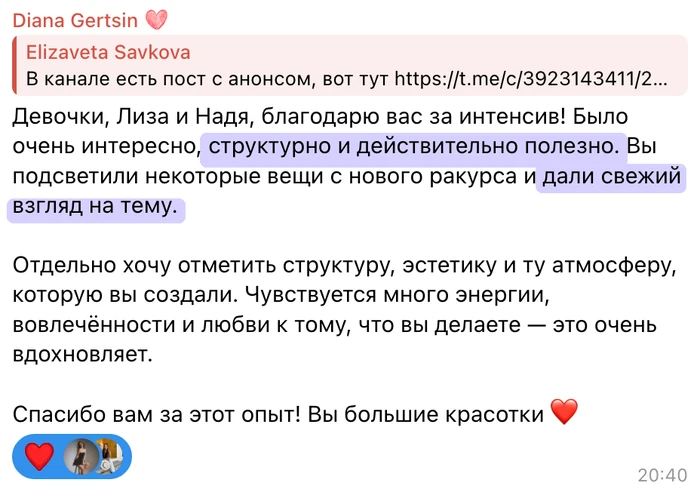 Diana Gertsin 💓
Elizaveta Savkova
В канале есть пост с анонсом, вот тут https://t.me/c/3923143411/2...
Девочки, Лиза и Надя, благодарю вас за интенсив! Было
очень интересно, структурно и действительно полезно. Вы
подсветили некоторые вещи с нового ракурса и дали свежий
взгляд на тему.
Отдельно хочу отметить структуру, эстетику и ту атмосферу,
которую вы создали. Чувствуется много энергии,
вовлечённости и любви к тому, что вы делаете — это очень
вдохновляет.
Спасибо вам за этот опыт! Вы большие красотки ❤️
20:40